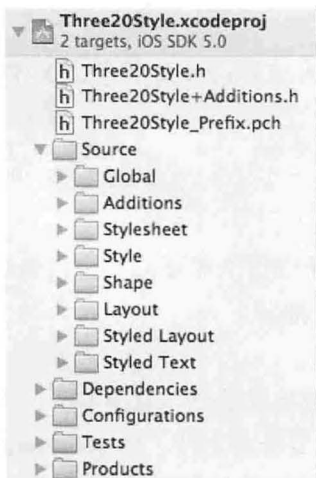 Three20Style.xcodeproj
2 targets, iOS SDK 5.0
h Three20Style.h
h Three20Style+Additions.h
h Three20Style_Prefix.pch
Source
Global
Additions
Stylesheet
Style
Shape
Layout
Styled Layout
Styled Text
Dependencies
Configurations
Tests
Products